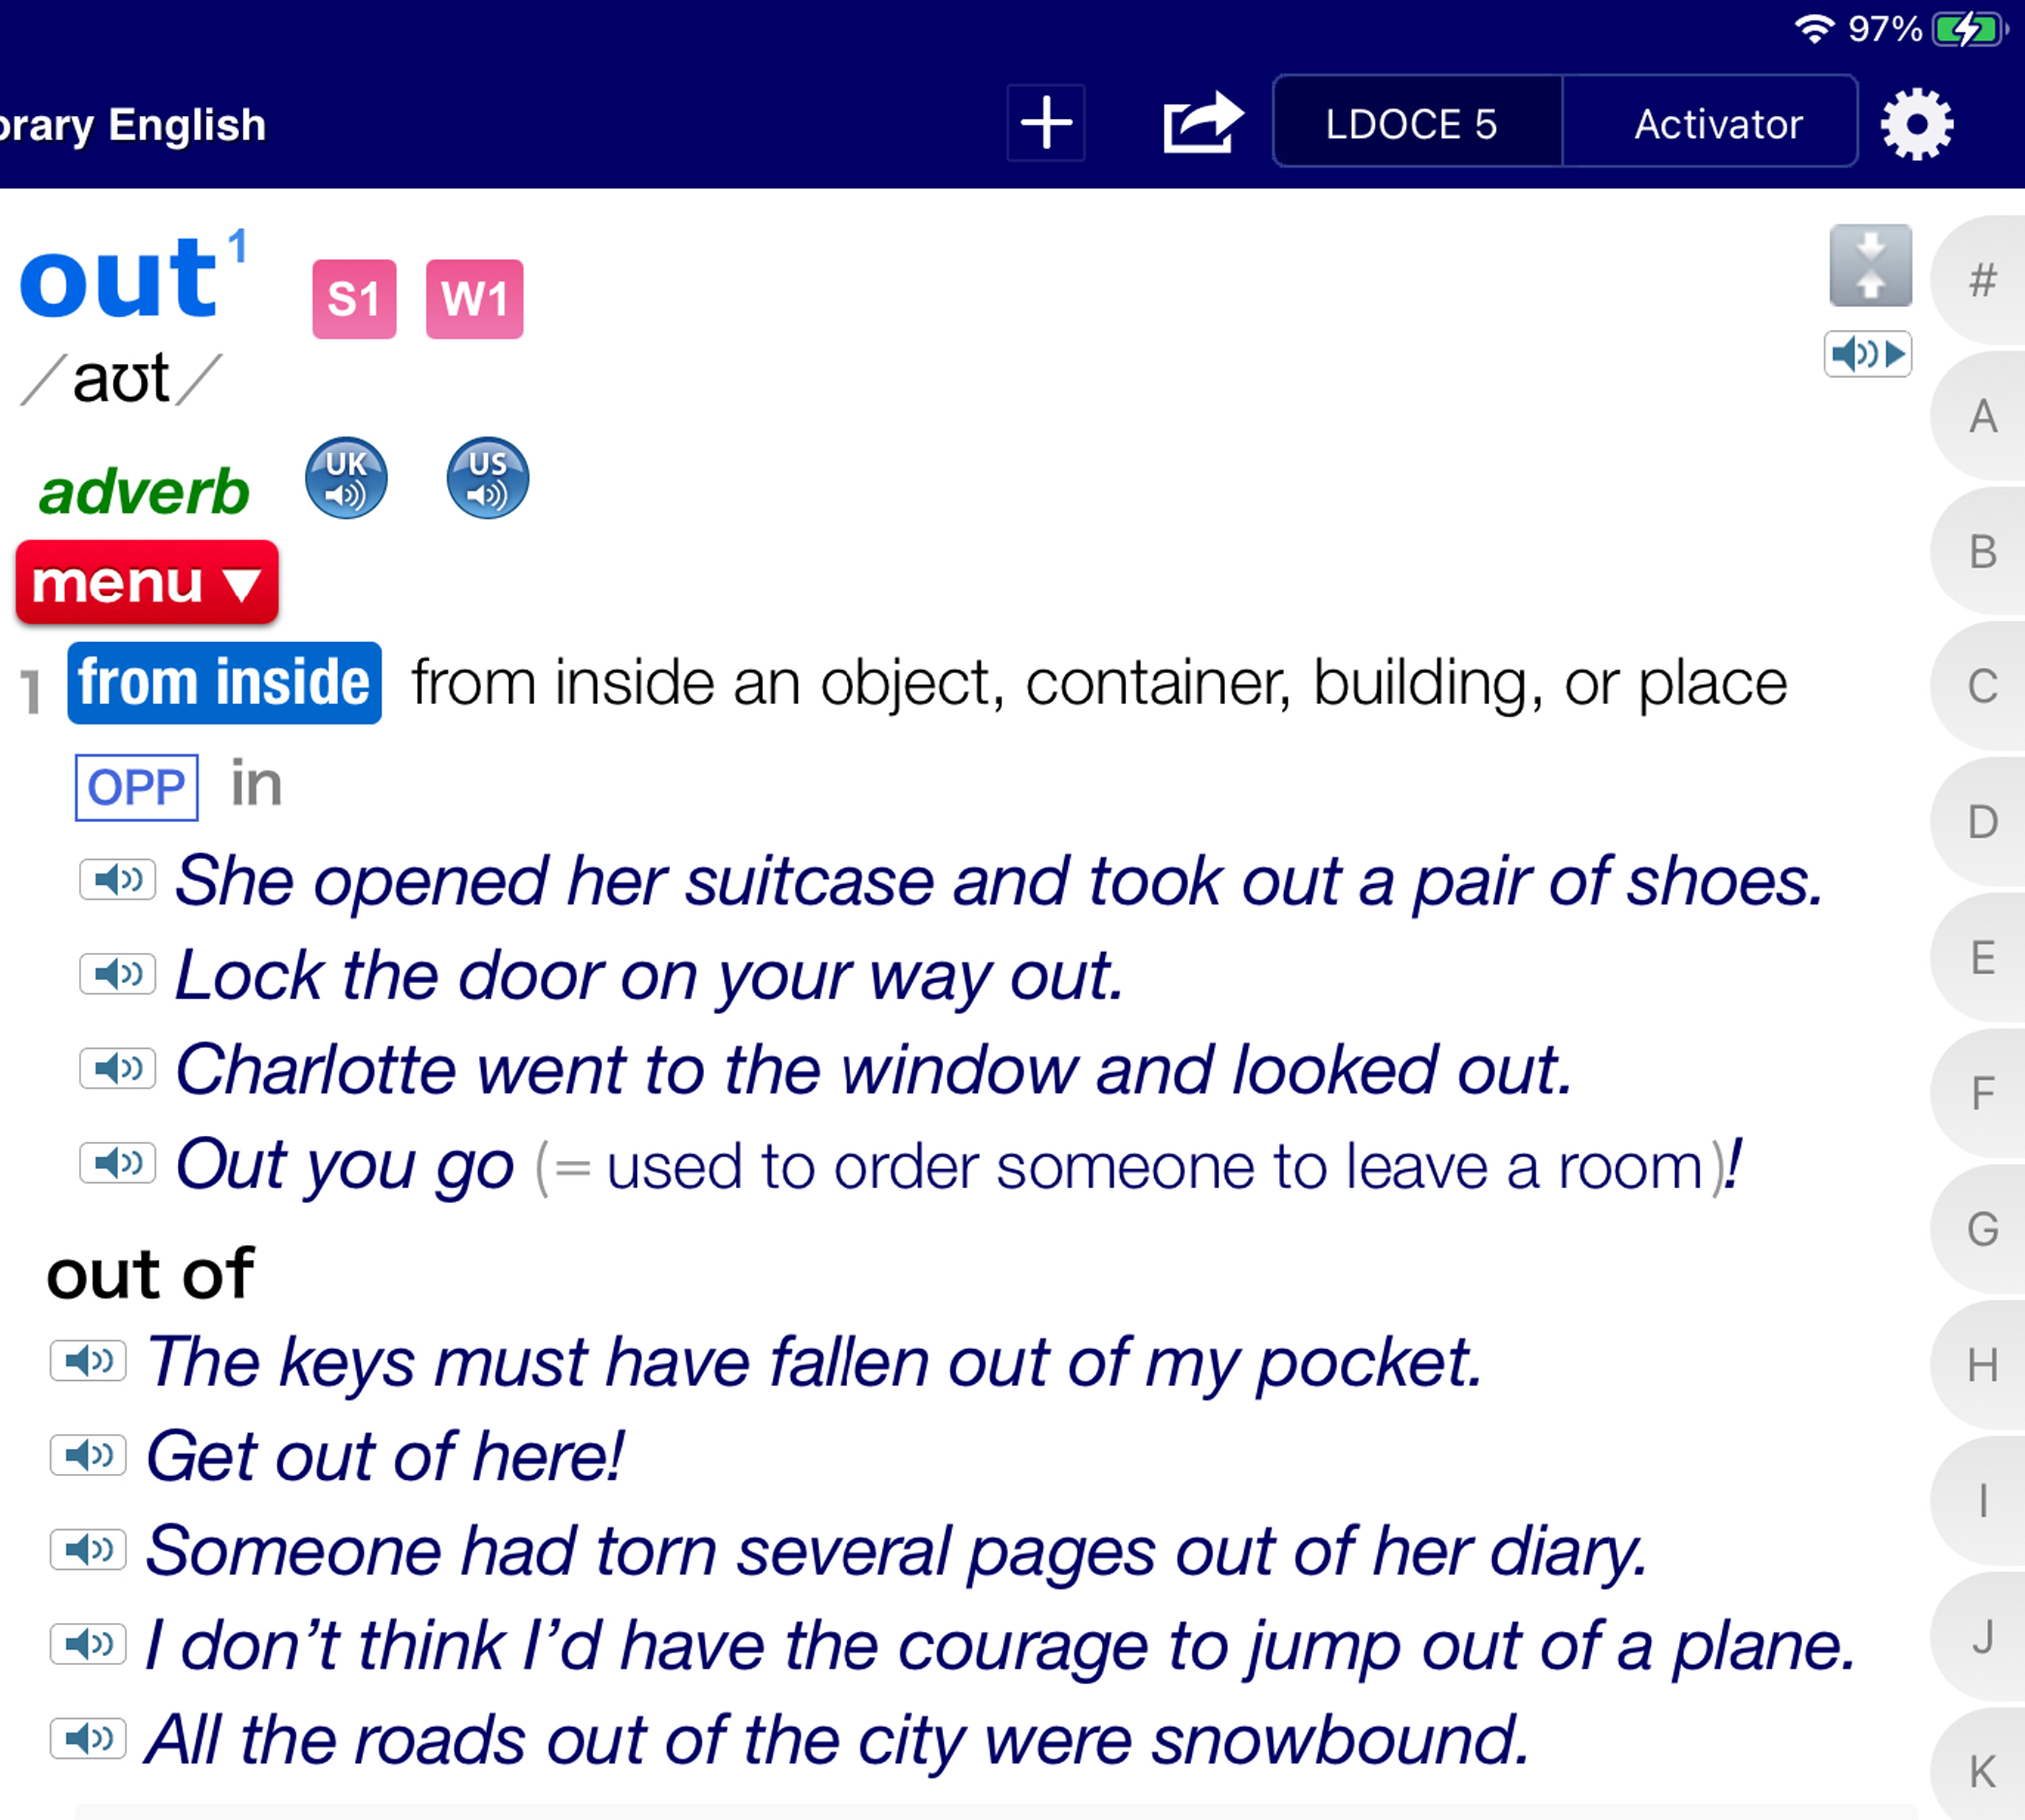 97%
orary English
LDOCE 5 Activator
out¹ S1 W1
/aʊt/
adverb UK US
menu ▼
1 from inside from inside an object, container, building, or place
OPP in
She opened her suitcase and took out a pair of shoes.
Lock the door on your way out.
Charlotte went to the window and looked out.
Out you go (= used to order someone to leave a room)!
out of
The keys must have fallen out of my pocket.
Get out of here!
Someone had torn several pages out of her diary.
I don’t think I’d have the courage to jump out of a plane.
All the roads out of the city were snowbound.
#
A
B
C
D
E
F
G
H
I
J
K